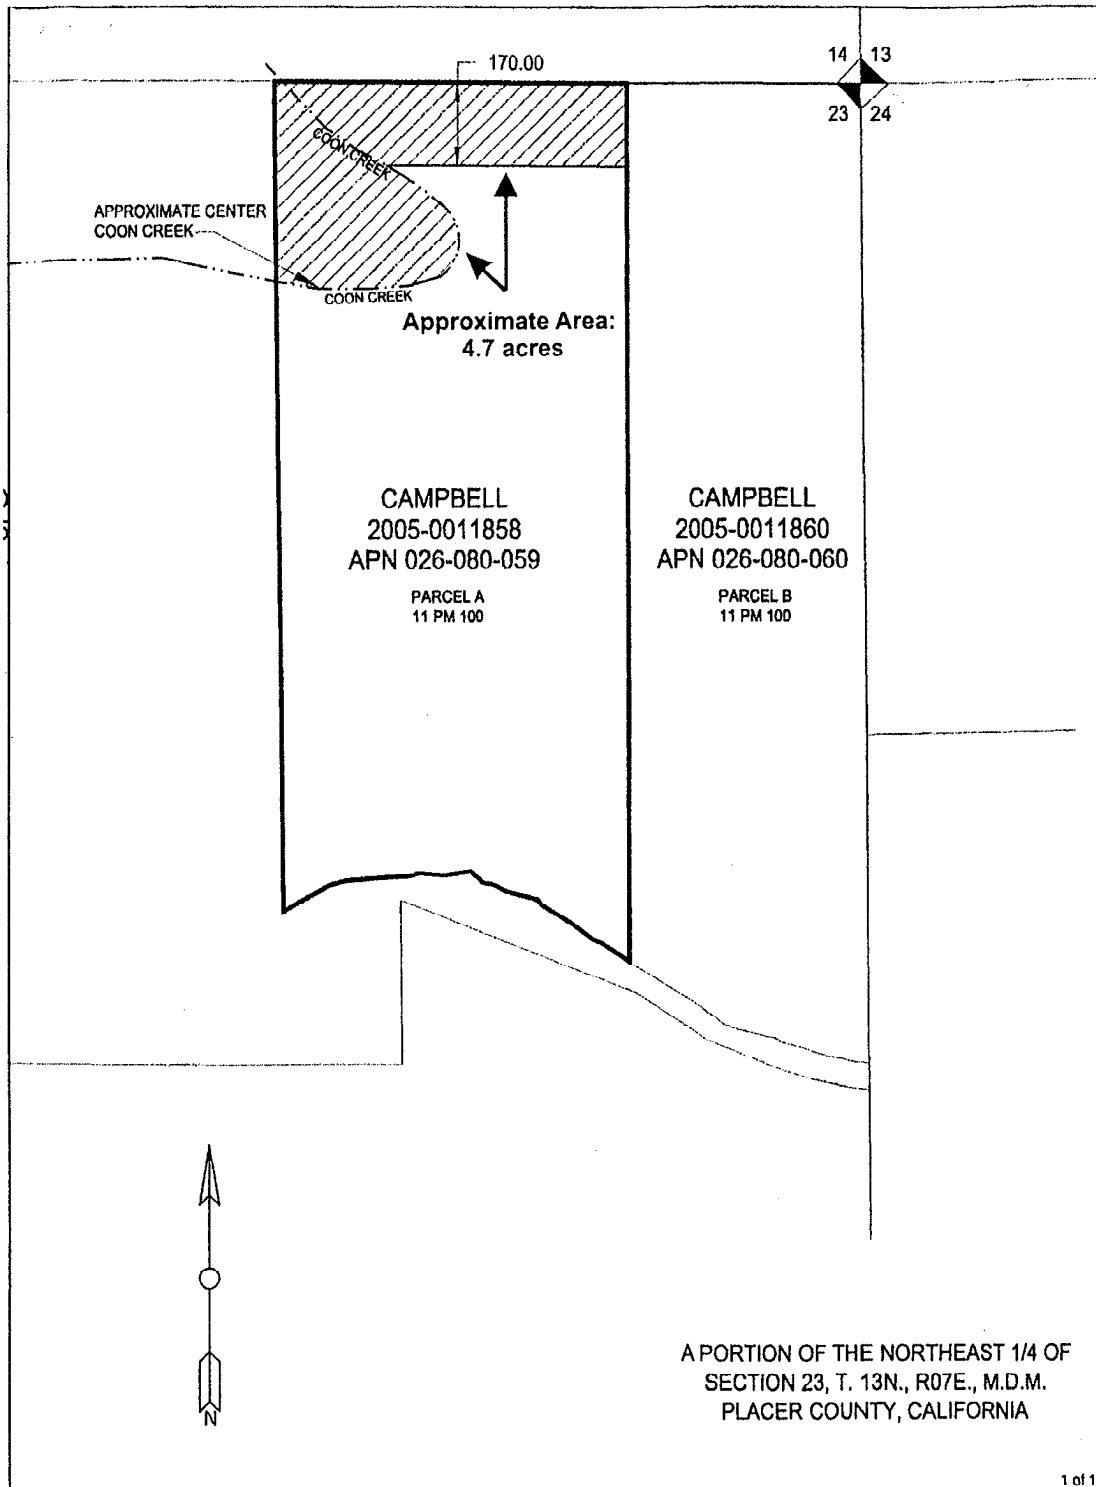 170.00
14 13
23 24
COON CREEK
APPROXIMATE CENTER
COON CREEK
COON CREEK
Approximate Area:
4.7 acres
CAMPBELL
2005-0011858
APN 026-080-059
PARCEL A
11 PM 100
CAMPBELL
2005-0011860
APN 026-080-060
PARCEL B
11 PM 100
N
A PORTION OF THE NORTHEAST 1/4 OF
SECTION 23, T. 13N., R07E., M.D.M.
PLACER COUNTY, CALIFORNIA
1 of 1